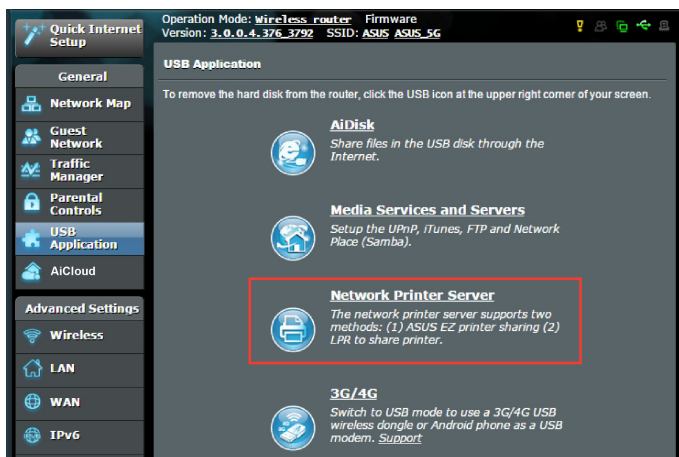 Quick Internet
Setup
Operation Mode: Wireless router Firmware
Version: 3.0.0.4.376_3792 SSID: ASUS ASUS_5G
General
Network Map
Guest
Network
Traffic
Manager
Parental
Controls
USB
Application
AiCloud
Advanced Settings
Wireless
LAN
WAN
IPv6
USB Application
To remove the hard disk from the router, click the USB icon at the upper right corner of your screen.
AiDisk
Share files in the USB disk through the
Internet.
Media Services and Servers
Setup the UPnP, iTunes, FTP and Network
Place (Samba).
Network Printer Server
The network printer server supports two
methods: (1) ASUS EZ printer sharing (2)
LPR to share printer.
3G/4G
Switch to USB mode to use a 3G/4G USB
wireless dongle or Android phone as a USB
modem. Support